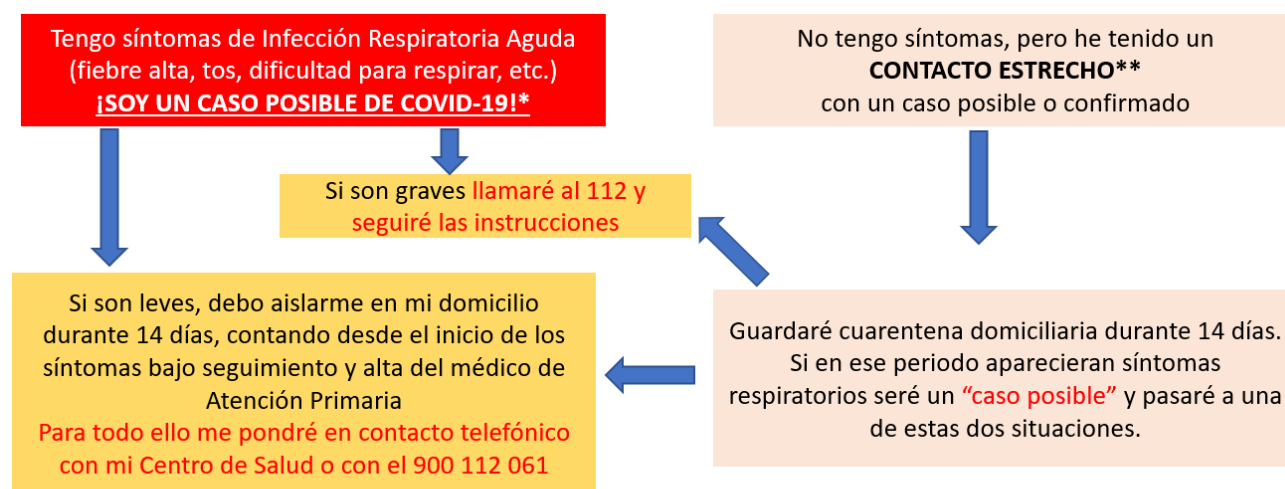 Tengo síntomas de Infección Respiratoria Aguda
(fiebre alta, tos, dificultad para respirar, etc.)
¡SOY UN CASO POSIBLE DE COVID-19!*
No tengo síntomas, pero he tenido un
CONTACTO ESTRECHO**
con un caso posible o confirmado
Si son graves llamaré al 112 y
seguiré las instrucciones
Si son leves, debo aislarme en mi domicilio
durante 14 días, contando desde el inicio de los
síntomas bajo seguimiento y alta del médico de
Atención Primaria
Para todo ello me pondré en contacto telefónico
con mi Centro de Salud o con el 900 112 061
Guardaré cuarentena domiciliaria durante 14 días.
Si en ese periodo aparecieran síntomas
respiratorios seré un “caso posible” y pasaré a una
de estas dos situaciones.